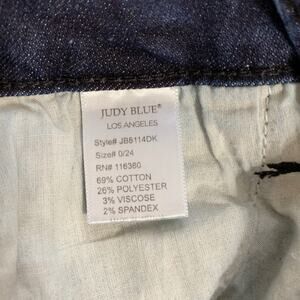 JUDY BLUE®
LOS ANGELES
Style# JB8114DK
Size# 0/24
RN# 116380
69% COTTON
26% POLYESTER
3% VISCOSE
2% SPANDEX